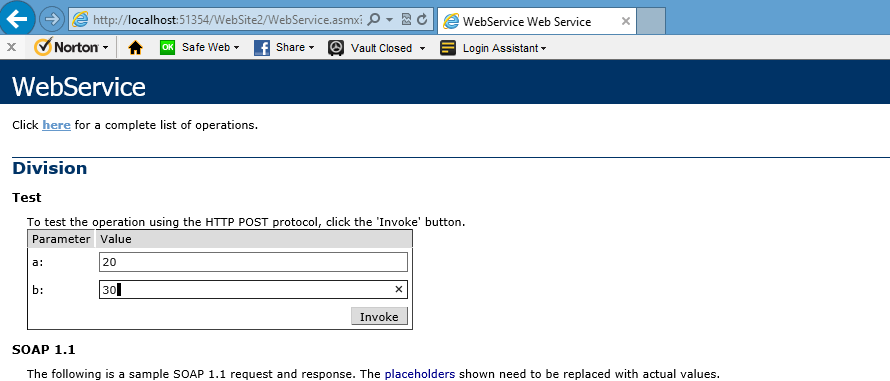 http://localhost:51354/WebSite2/WebService.asmx?
WebService Web Service
Norton
OK Safe Web
f Share
Vault Closed
Login Assistant
WebService
Click here for a complete list of operations.
Division
Test
To test the operation using the HTTP POST protocol, click the 'Invoke' button.
Parameter Value
a: 20
b: 30
Invoke
SOAP 1.1
The following is a sample SOAP 1.1 request and response. The placeholders shown need to be replaced with actual values.